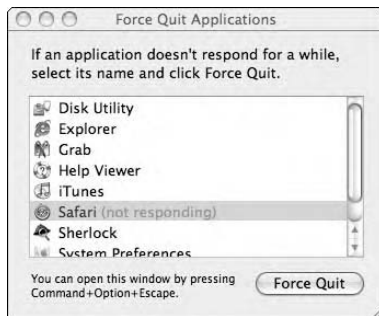 Force Quit Applications
If an application doesn't respond for a while,
select its name and click Force Quit.
Disk Utility
Explorer
Grab
Help Viewer
iTunes
Safari (not responding)
Sherlock
System Preferences
You can open this window by pressing
Command+Option+Escape.
Force Quit